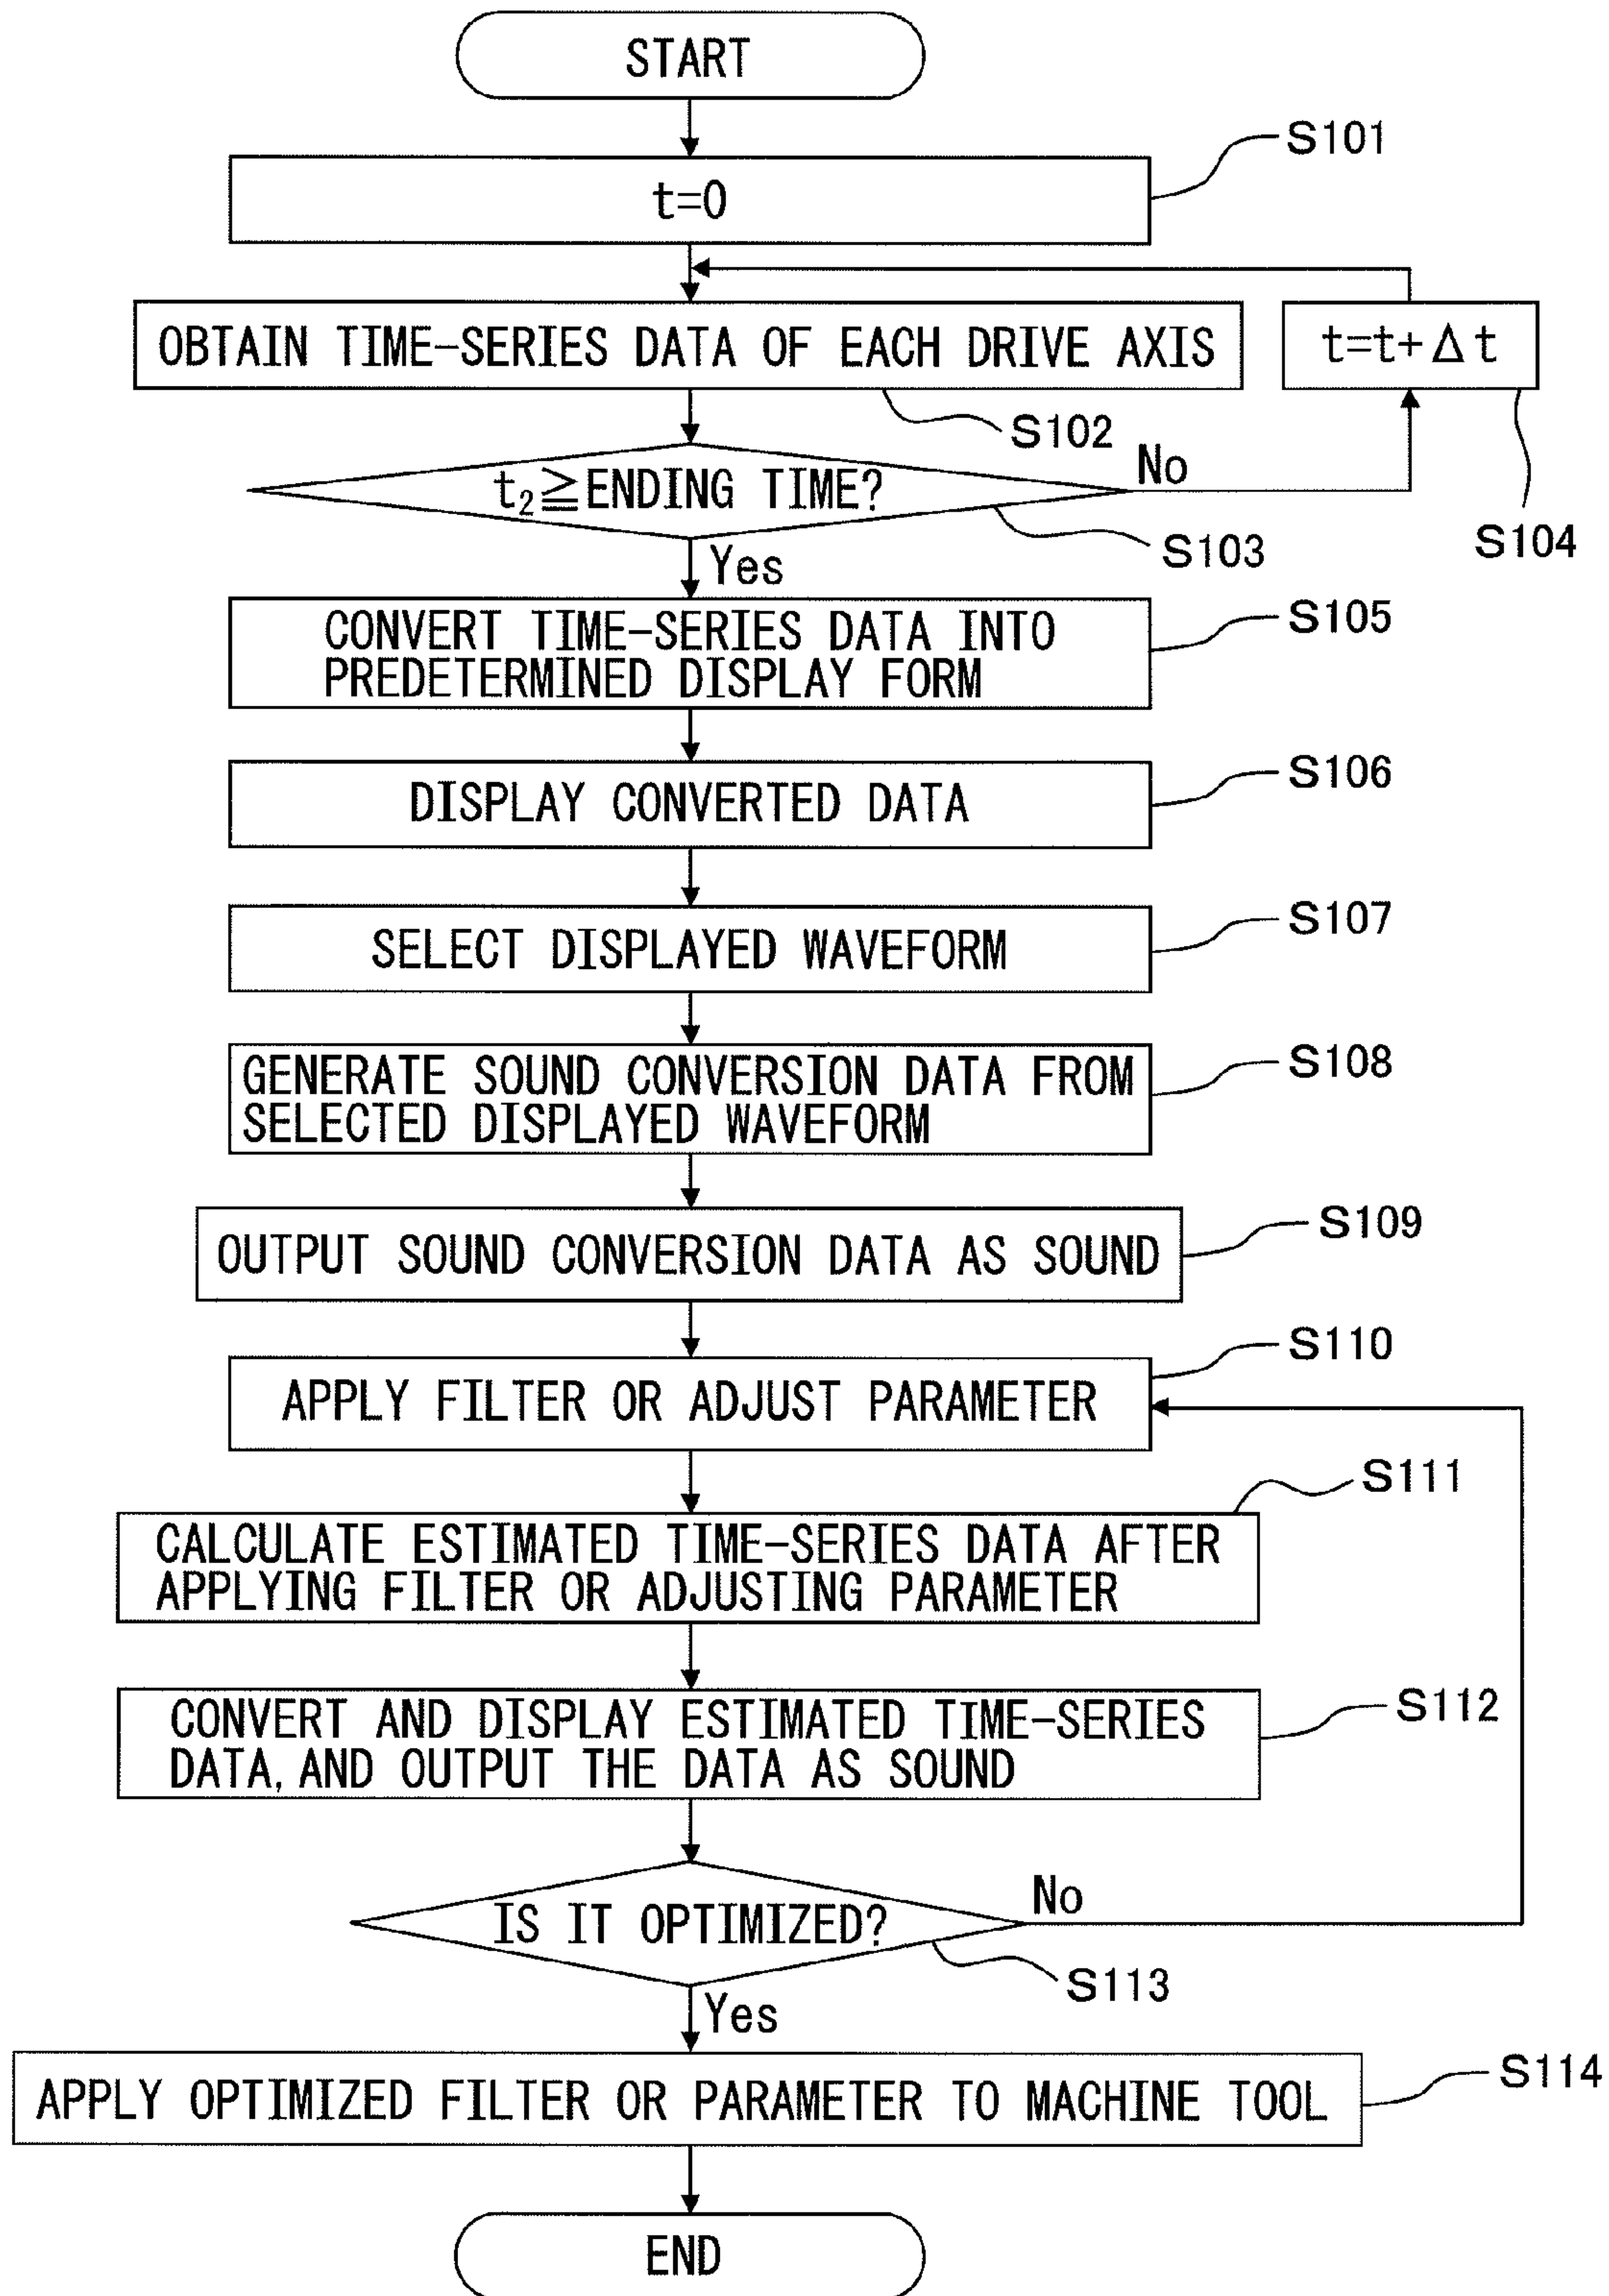 START
S101
t=0
OBTAIN TIME-SERIES DATA OF EACH DRIVE AXIS
t=t+Δt
S102
t₂≧ENDING TIME?
No
S103
S104
Yes
CONVERT TIME-SERIES DATA INTO
PREDETERMINED DISPLAY FORM
S105
DISPLAY CONVERTED DATA
S106
SELECT DISPLAYED WAVEFORM
S107
GENERATE SOUND CONVERSION DATA FROM
SELECTED DISPLAYED WAVEFORM
S108
OUTPUT SOUND CONVERSION DATA AS SOUND
S109
APPLY FILTER OR ADJUST PARAMETER
S110
S111
CALCULATE ESTIMATED TIME-SERIES DATA AFTER
APPLYING FILTER OR ADJUSTING PARAMETER
CONVERT AND DISPLAY ESTIMATED TIME-SERIES
DATA, AND OUTPUT THE DATA AS SOUND
S112
IS IT OPTIMIZED?
No
S113
Yes
APPLY OPTIMIZED FILTER OR PARAMETER TO MACHINE TOOL
S114
END